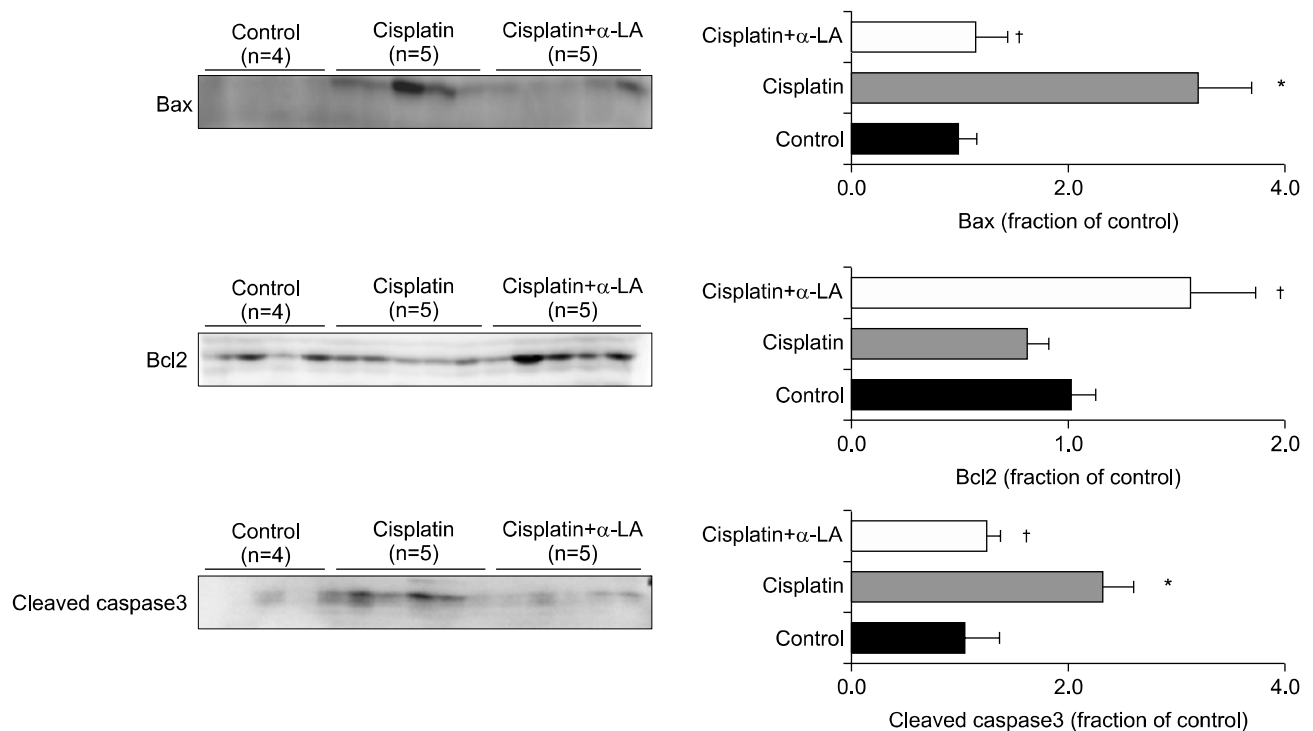 Control Cisplatin Cisplatin+α-LA
(n=4) (n=5) (n=5)
Bax
Cisplatin+α-LA †
Cisplatin *
Control
0.0 2.0 4.0
Bax (fraction of control)
Control Cisplatin Cisplatin+α-LA
(n=4) (n=5) (n=5)
Bcl2
Cisplatin+α-LA †
Cisplatin
Control
0.0 1.0 2.0
Bcl2 (fraction of control)
Control Cisplatin Cisplatin+α-LA
(n=4) (n=5) (n=5)
Cleaved caspase3
Cisplatin+α-LA †
Cisplatin *
Control
0.0 2.0 4.0
Cleaved caspase3 (fraction of control)